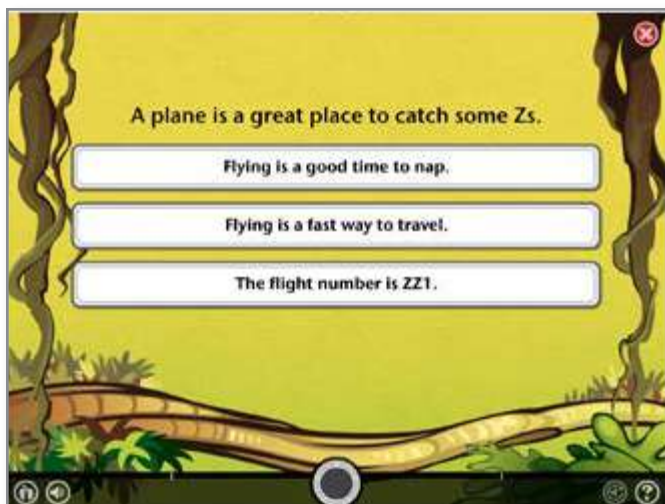 A plane is a great place to catch some Zs.
Flying is a good time to nap.
Flying is a fast way to travel.
The flight number is ZZ1.
?